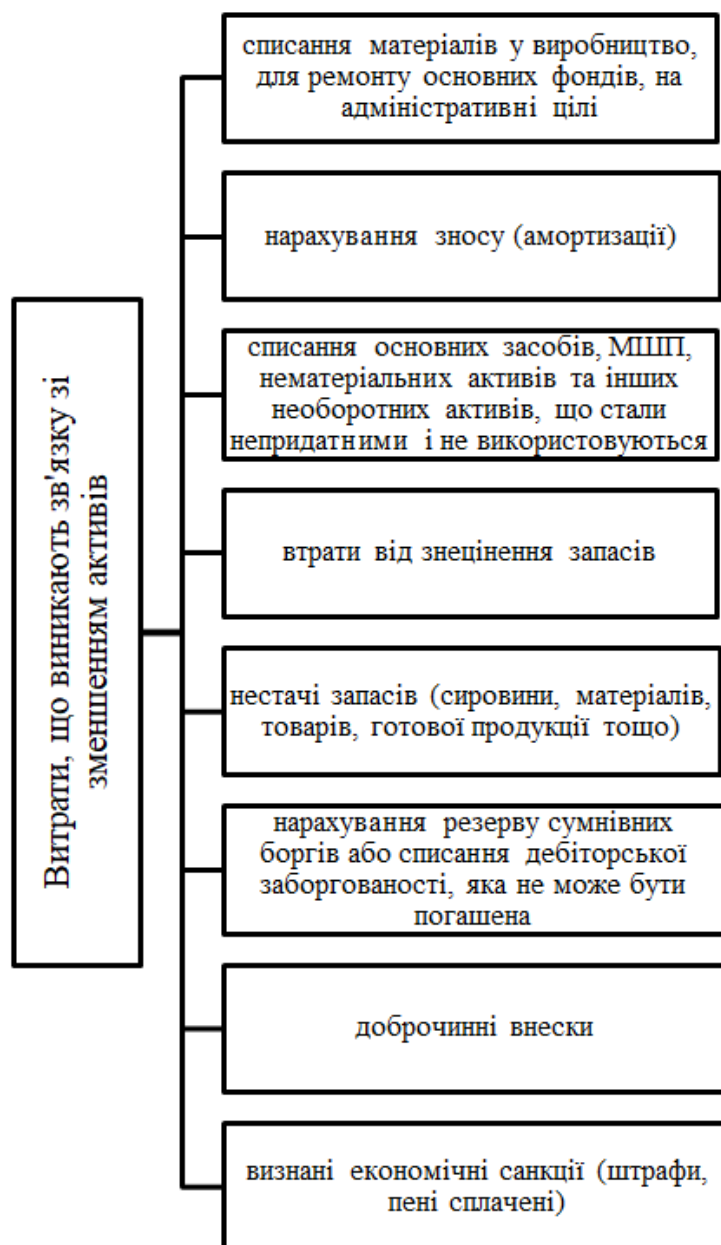 Витрати, що виникають зв'язку зі
зменшенням активів
списання матеріалів у виробництво,
для ремонту основних фондів, на
адміністративні цілі
нарахування зносу (амортизації)
списання основних засобів, МШП,
нематеріальних активів та інших
необоротних активів, що стали
непридатними і не використовуються
втрати від знецінення запасів
нестачі запасів (сировини, матеріалів,
товарів, готової продукції тощо)
нарахування резерву сумнівних
боргів або списання дебіторської
заборгованості, яка не може бути
погашена
доброчинні внески
визнані економічні санкції (штрафи,
пені сплачені)